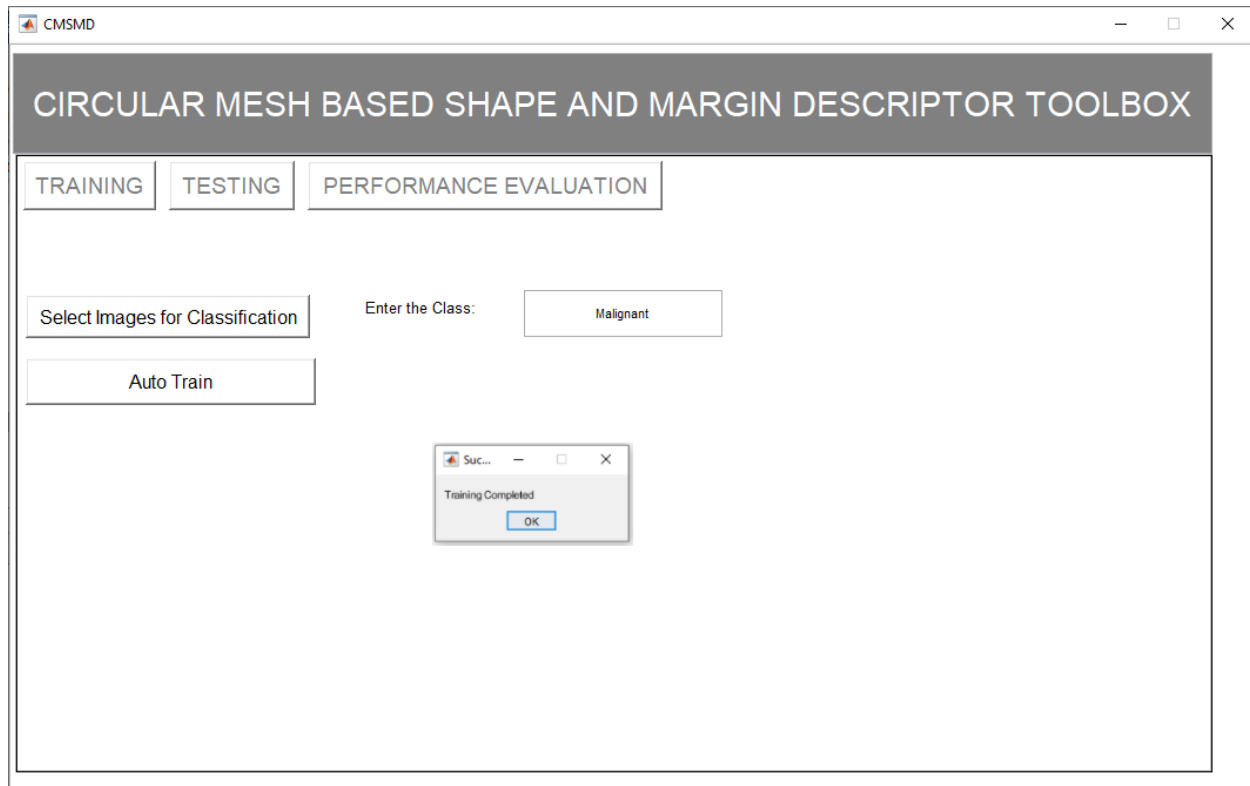 CMSMD
CIRCULAR MESH BASED SHAPE AND MARGIN DESCRIPTOR TOOLBOX
TRAINING TESTING PERFORMANCE EVALUATION
Select Images for Classification Enter the Class: Malignant
Auto Train
Suc...
Training Completed
OK